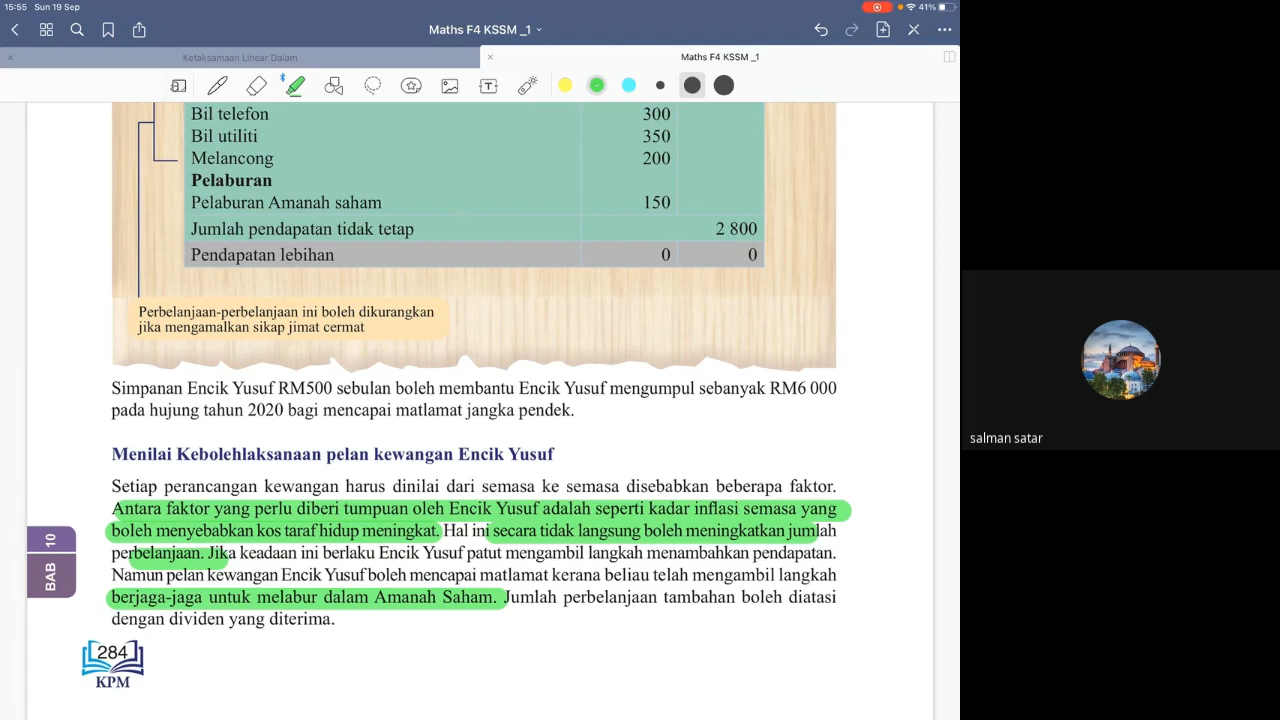 15:55 Sun 19 Sep
41%
Maths F4 KSSM _1
Ketaksamaan Linear Dalam
Maths F4 KSSM _1
Bil telefon 300
Bil utiliti 350
Melancong 200
Pelaburan
Pelaburan Amanah saham 150
Jumlah pendapatan tidak tetap 2 800
Pendapatan lebihan 0 0
Perbelanjaan-perbelanjaan ini boleh dikurangkan
jika mengamalkan sikap jimat cermat
Simpanan Encik Yusuf RM500 sebulan boleh membantu Encik Yusuf mengumpul sebanyak RM6 000
pada hujung tahun 2020 bagi mencapai matlamat jangka pendek.
Menilai Kebolehlaksanaan pelan kewangan Encik Yusuf
Setiap perancangan kewangan harus dinilai dari semasa ke semasa disebabkan beberapa faktor.
Antara faktor yang perlu diberi tumpuan oleh Encik Yusuf adalah seperti kadar inflasi semasa yang
boleh menyebabkan kos taraf hidup meningkat. Hal ini secara tidak langsung boleh meningkatkan jumlah
perbelanjaan. Jika keadaan ini berlaku Encik Yusuf patut mengambil langkah menambahkan pendapatan.
Namun pelan kewangan Encik Yusuf boleh mencapai matlamat kerana beliau telah mengambil langkah
berjaga-jaga untuk melabur dalam Amanah Saham. Jumlah perbelanjaan tambahan boleh diatasi
dengan dividen yang diterima.
BAB 10
284
KPM
salman satar